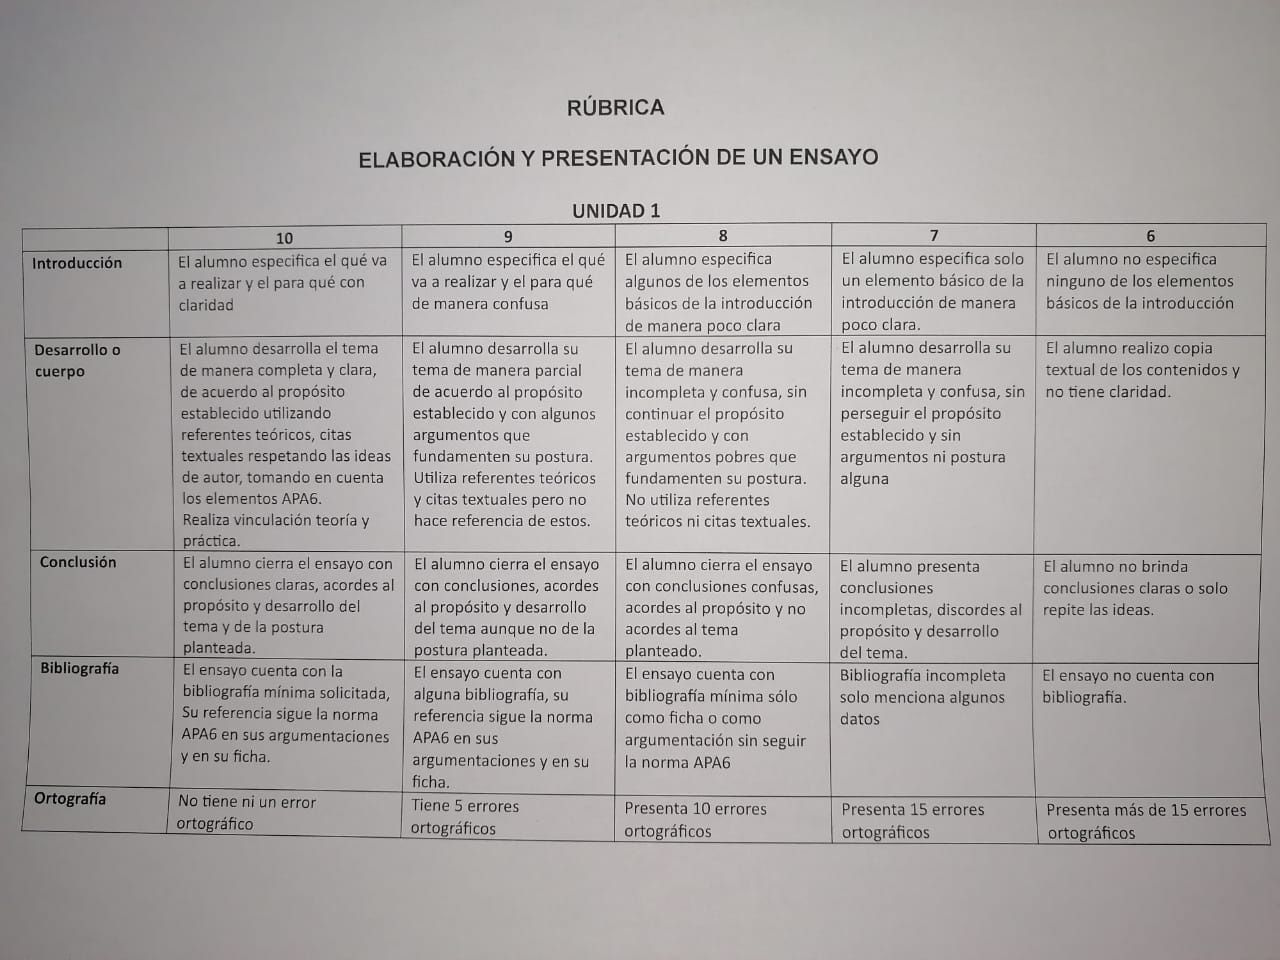 RÚBRICA
ELABORACIÓN Y PRESENTACIÓN DE UN ENSAYO
UNIDAD 1
10
9
8
7
6
Introducción
El alumno especifica el qué va
a realizar y el para qué con
claridad
El alumno especifica el qué
va a realizar y el para qué
de manera confusa
El alumno especifica
algunos de los elementos
básicos de la introducción
de manera poco clara
El alumno especifica solo
un elemento básico de la
introducción de manera
poco clara.
El alumno no especifica
ninguno de los elementos
básicos de la introducción
Desarrollo o
cuerpo
El alumno desarrolla el tema
de manera completa y clara,
de acuerdo al propósito
establecido utilizando
referentes teóricos, citas
textuales respetando las ideas
de autor, tomando en cuenta
los elementos APA6.
Realiza vinculación teoría y
práctica.
El alumno desarrolla su
tema de manera parcial
de acuerdo al propósito
establecido y con algunos
argumentos que
fundamenten su postura.
Utiliza referentes teóricos
y citas textuales pero no
hace referencia de estos.
El alumno desarrolla su
tema de manera
incompleta y confusa, sin
continuar el propósito
establecido y con
argumentos pobres que
fundamenten su postura.
No utiliza referentes
teóricos ni citas textuales.
El alumno desarrolla su
tema de manera
incompleta y confusa, sin
perseguir el propósito
establecido y sin
argumentos ni postura
alguna
El alumno realizo copia
textual de los contenidos y
no tiene claridad.
Conclusión
El alumno cierra el ensayo con
conclusiones claras, acordes al
propósito y desarrollo del
tema y de la postura
planteada.
El alumno cierra el ensayo
con conclusiones, acordes
al propósito y desarrollo
del tema aunque no de la
postura planteada.
El alumno cierra el ensayo
con conclusiones confusas,
acordes al propósito y no
acordes al tema
planteado.
El alumno presenta
conclusiones
incompletas, discordes al
propósito y desarrollo
del tema.
El alumno no brinda
conclusiones claras o solo
repite las ideas.
Bibliografía
El ensayo cuenta con la
bibliografía mínima solicitada,
Su referencia sigue la norma
APA6 en sus argumentaciones
y en su ficha.
El ensayo cuenta con
alguna bibliografía, su
referencia sigue la norma
APA6 en sus
argumentaciones y en su
ficha.
El ensayo cuenta con
bibliografía mínima sólo
como ficha o como
argumentación sin seguir
la norma APA6
Bibliografía incompleta
solo menciona algunos
datos
El ensayo no cuenta con
bibliografía.
Ortografía
No tiene ni un error
ortográfico
Tiene 5 errores
ortográficos
Presenta 10 errores
ortográficos
Presenta 15 errores
ortográficos
Presenta más de 15 errores
ortográficos